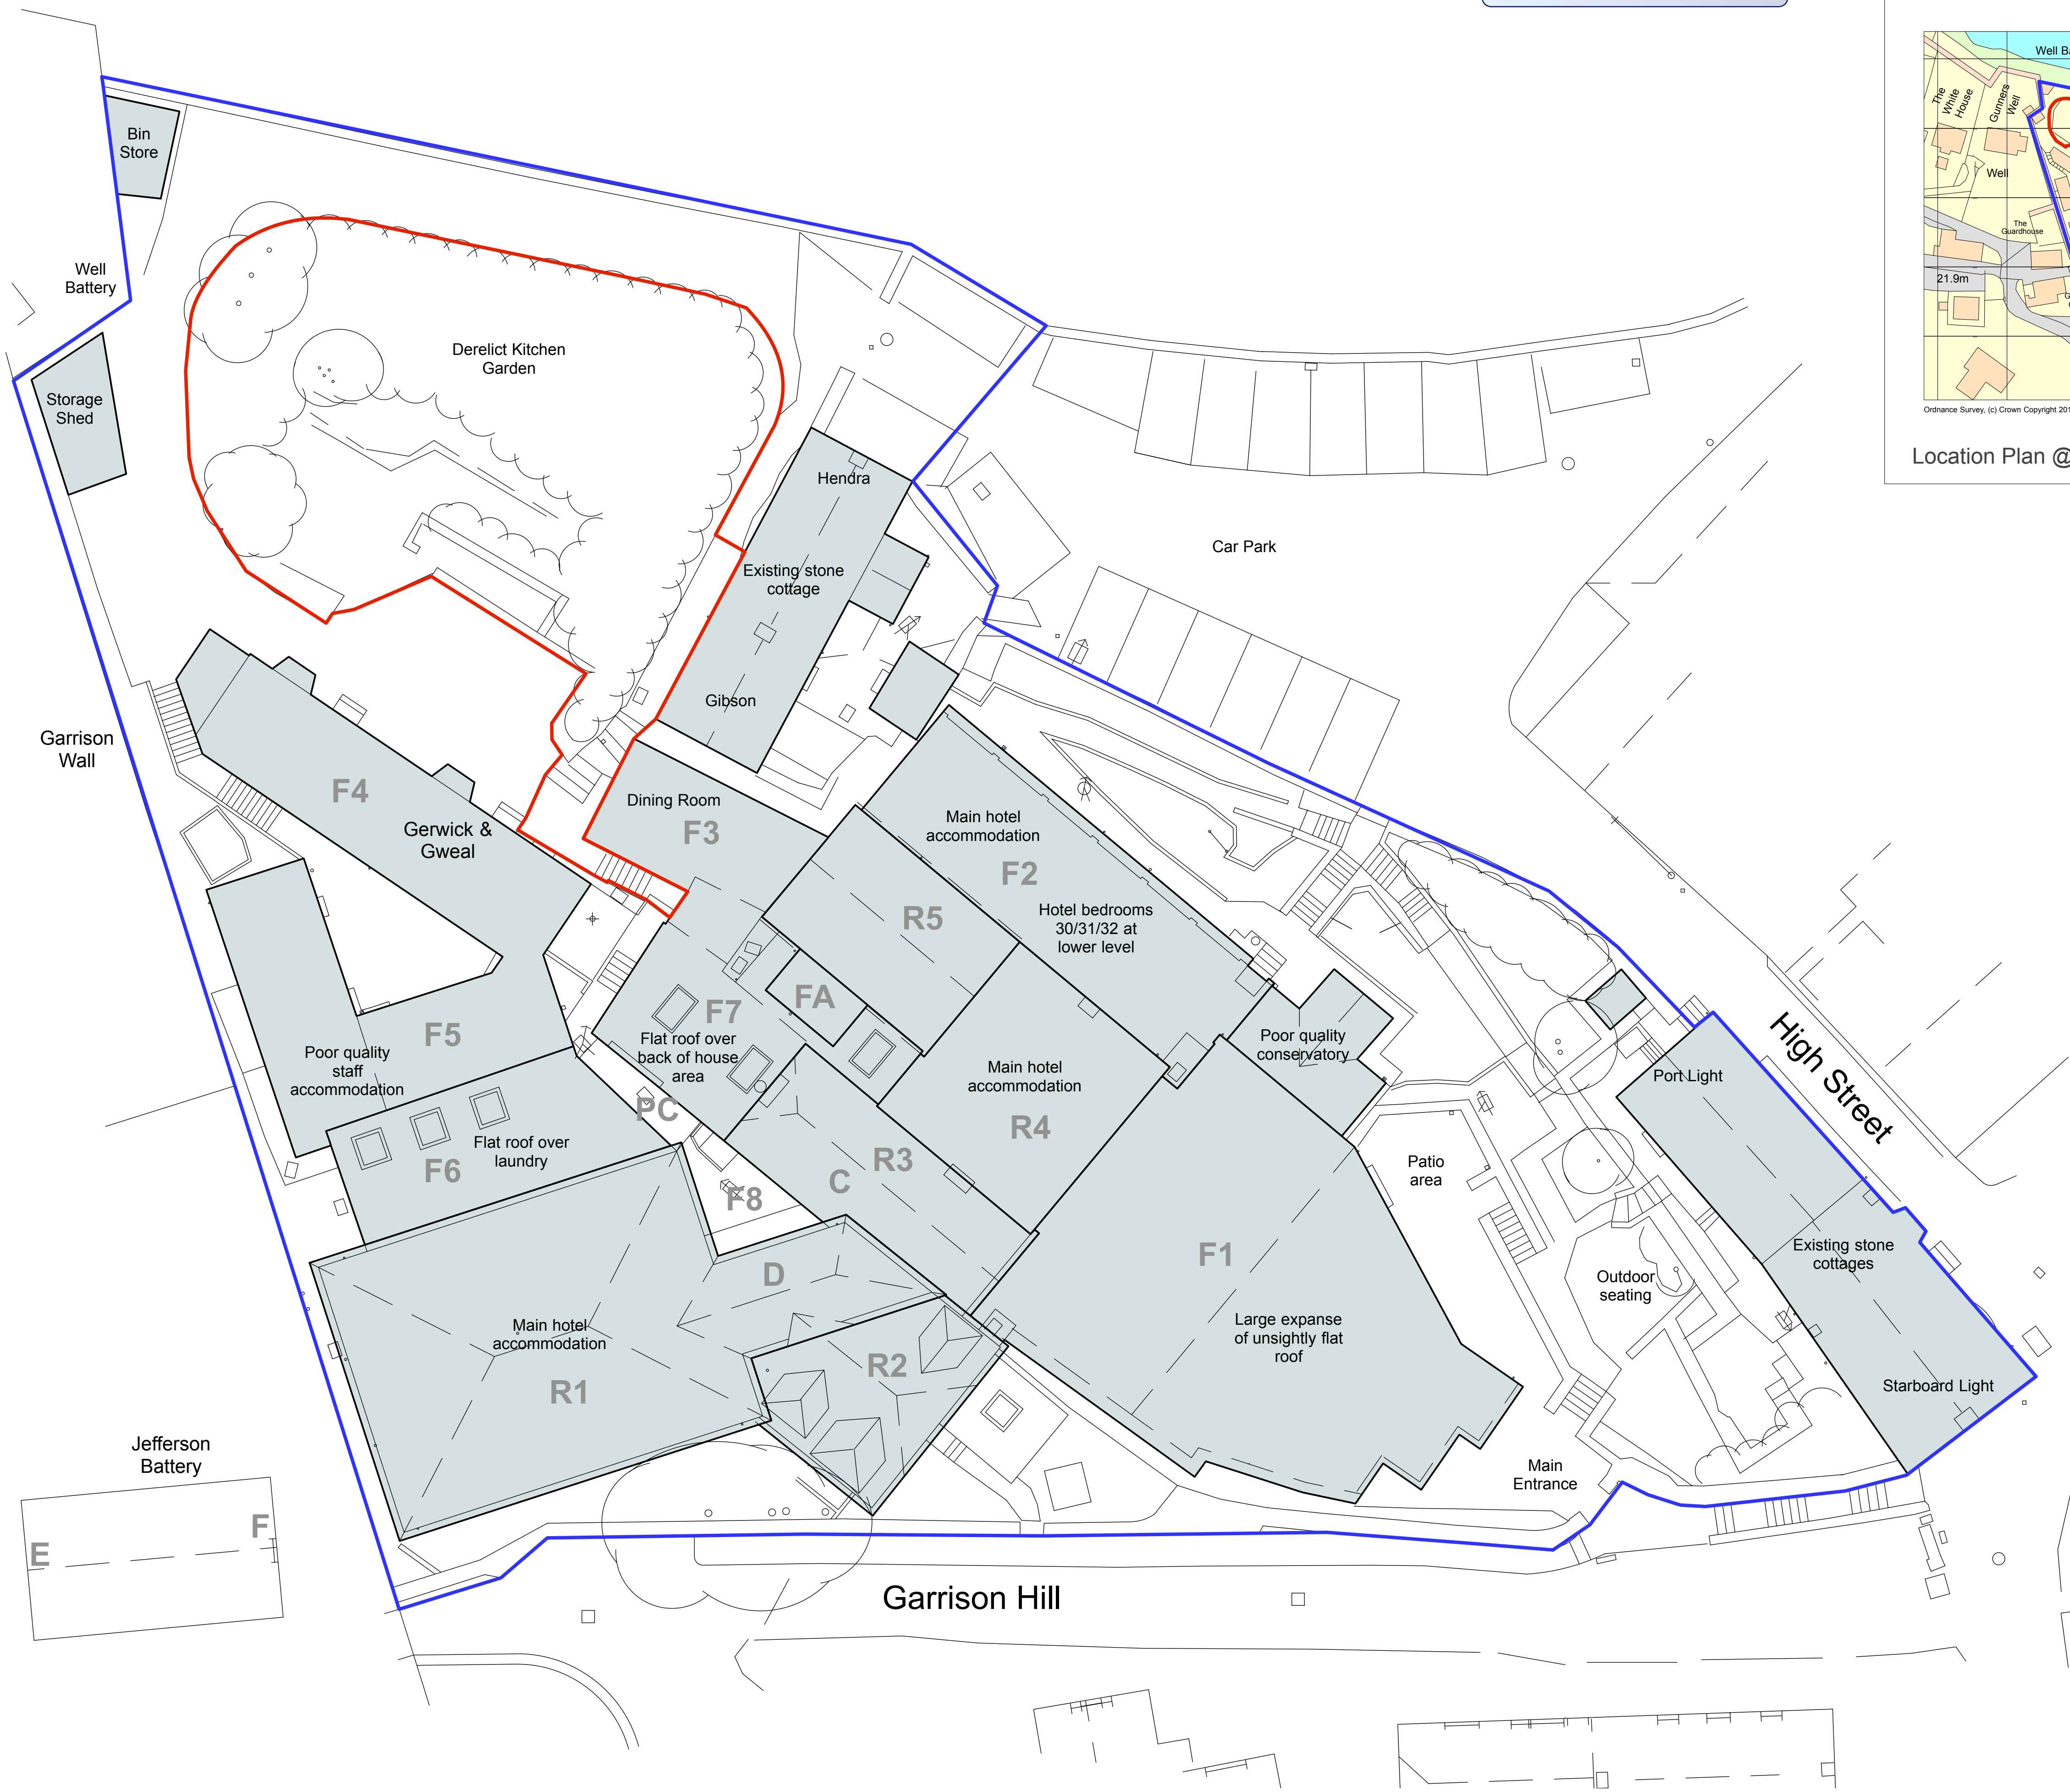 Well
The
White
House
Gunners
Well
Well
The
Guardhouse
21.9m
Ordnance Survey, (c) Crown Copyright
Location Plan @
Bin
Store
Well
Battery
Storage
Shed
Derelict Kitchen
Garden
Hendra
Existing stone
cottage
Gibson
Car Park
Garrison
Wall
F4
Gerwick &
Gweal
Dining Room
F3
Main hotel
accommodation
F2
Hotel bedrooms
30/31/32 at
lower level
R5
FA
F7
Flat roof over
back of house
area
F5
Poor quality
staff
accommodation
Poor quality
conservatory
Main hotel
accommodation
R4
PC
F6
Flat roof over
laundry
R3
C
F8
D
F1
Large expanse
of unsightly flat
roof
Patio
area
Port Light
High Street
Existing stone
cottages
Outdoor
seating
Starboard Light
Main hotel
accommodation
R1
R2
Main
Entrance
Jefferson
Battery
E
F
Garrison Hill